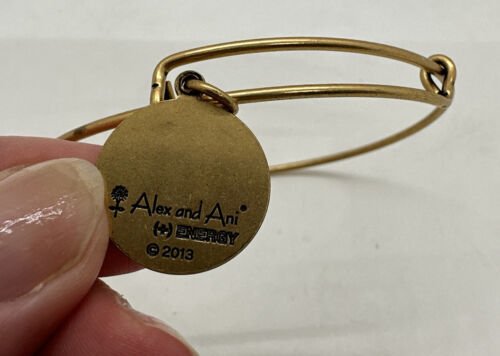 Alex and Ani®
(+) ENERGY
© 2013